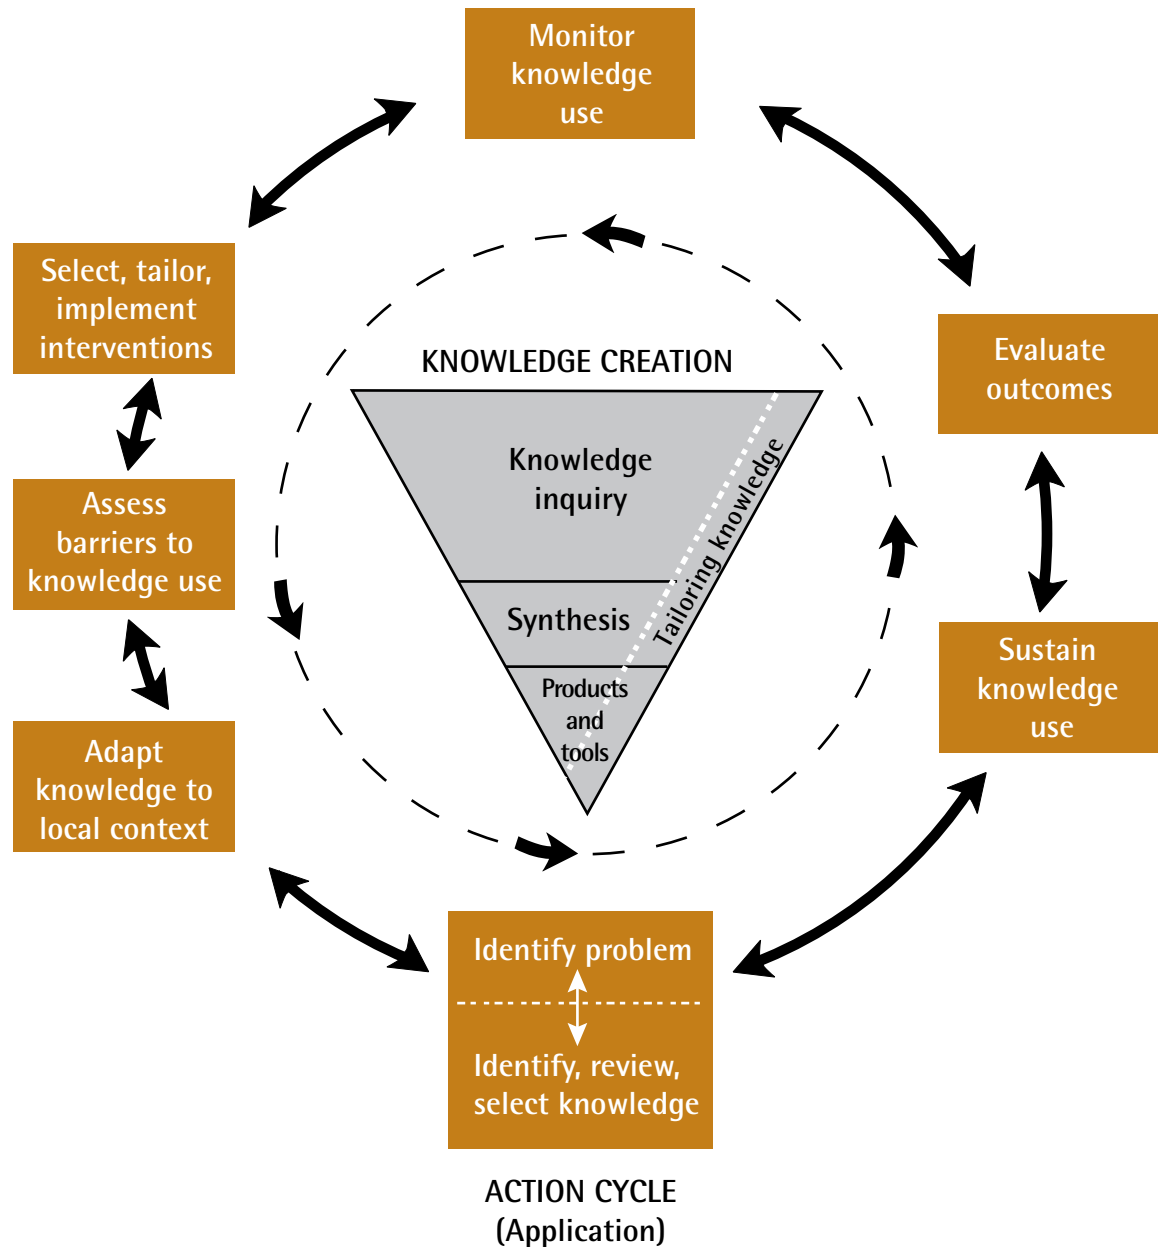 Monitor
knowledge
use
Select, tailor,
implement
interventions
Evaluate
outcomes
KNOWLEDGE CREATION
Knowledge
inquiry
Tailoring knowledge
Assess
barriers to
knowledge use
Synthesis
Sustain
knowledge
use
Products
and
tools
Adapt
knowledge to
local context
Identify problem
Identify, review,
select knowledge
ACTION CYCLE
(Application)